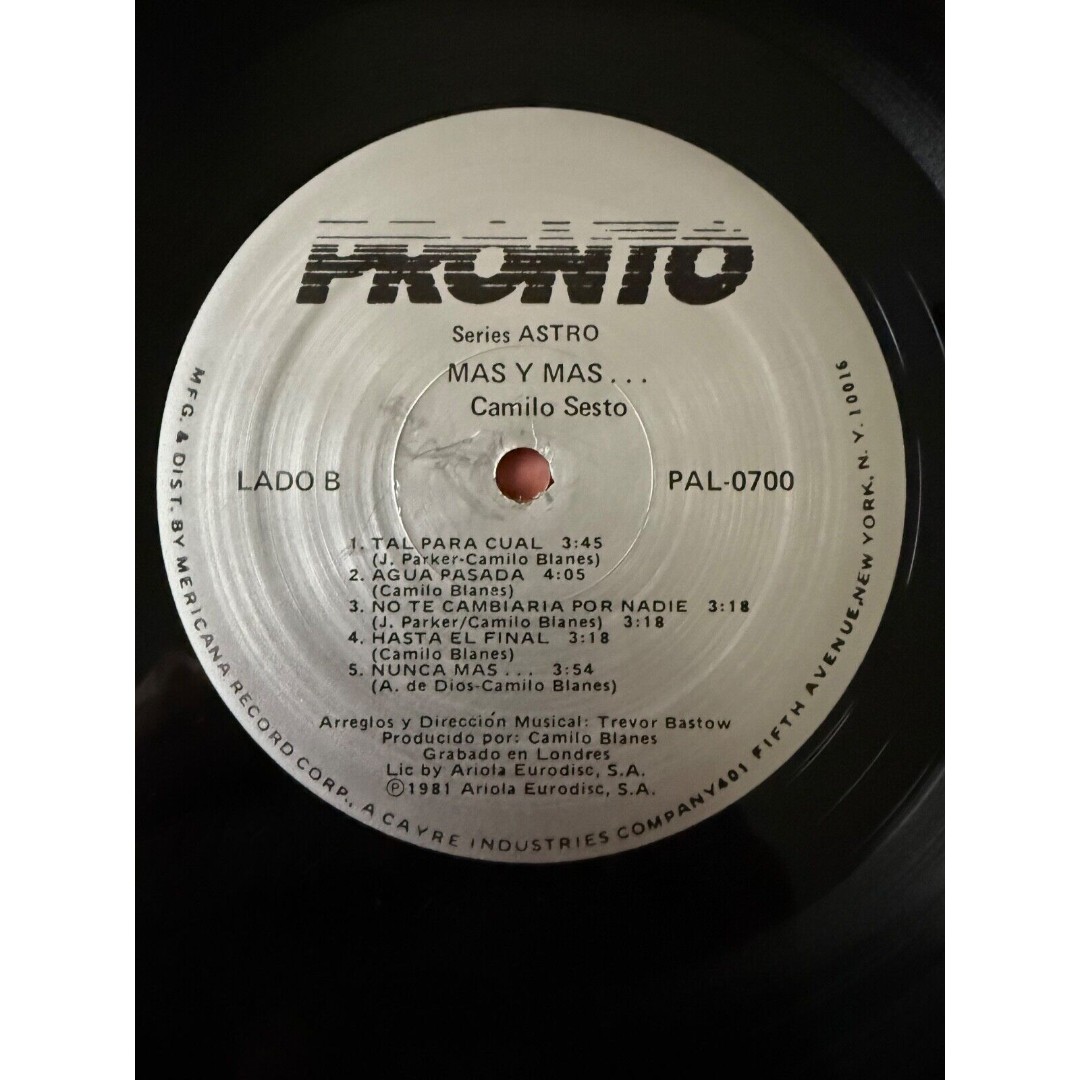 PRONTO
Series ASTRO
MAS Y MAS...
Camilo Sesto
LADO B
PAL-0700
1. TAL PARA CUAL 3:45
(J. Parker-Camilo Blanes)
2. AGUA PASADA 4:05
(Camilo Blanes)
3. NO TE CAMBIARIA POR NADIE 3:18
(J. Parker/Camilo Blanes) 3:18
4. HASTA EL FINAL 3:18
(Camilo Blanes)
5. NUNCA MAS... 3:54
(A. de Dios-Camilo Blanes)
Arreglos y Dirección Musical: Trevor Bastow
Producido por: Camilo Blanes
Grabado en Londres
Lic by Ariola Eurodisc, S.A.
Ⓟ1981 Ariola Eurodisc, S.A.
MFG. & DIST. BY MERICANA RECORD CORP., A CAYRE INDUSTRIES COMPANY 401 FIFTH AVENUE, NEW YORK, N.Y. 10016